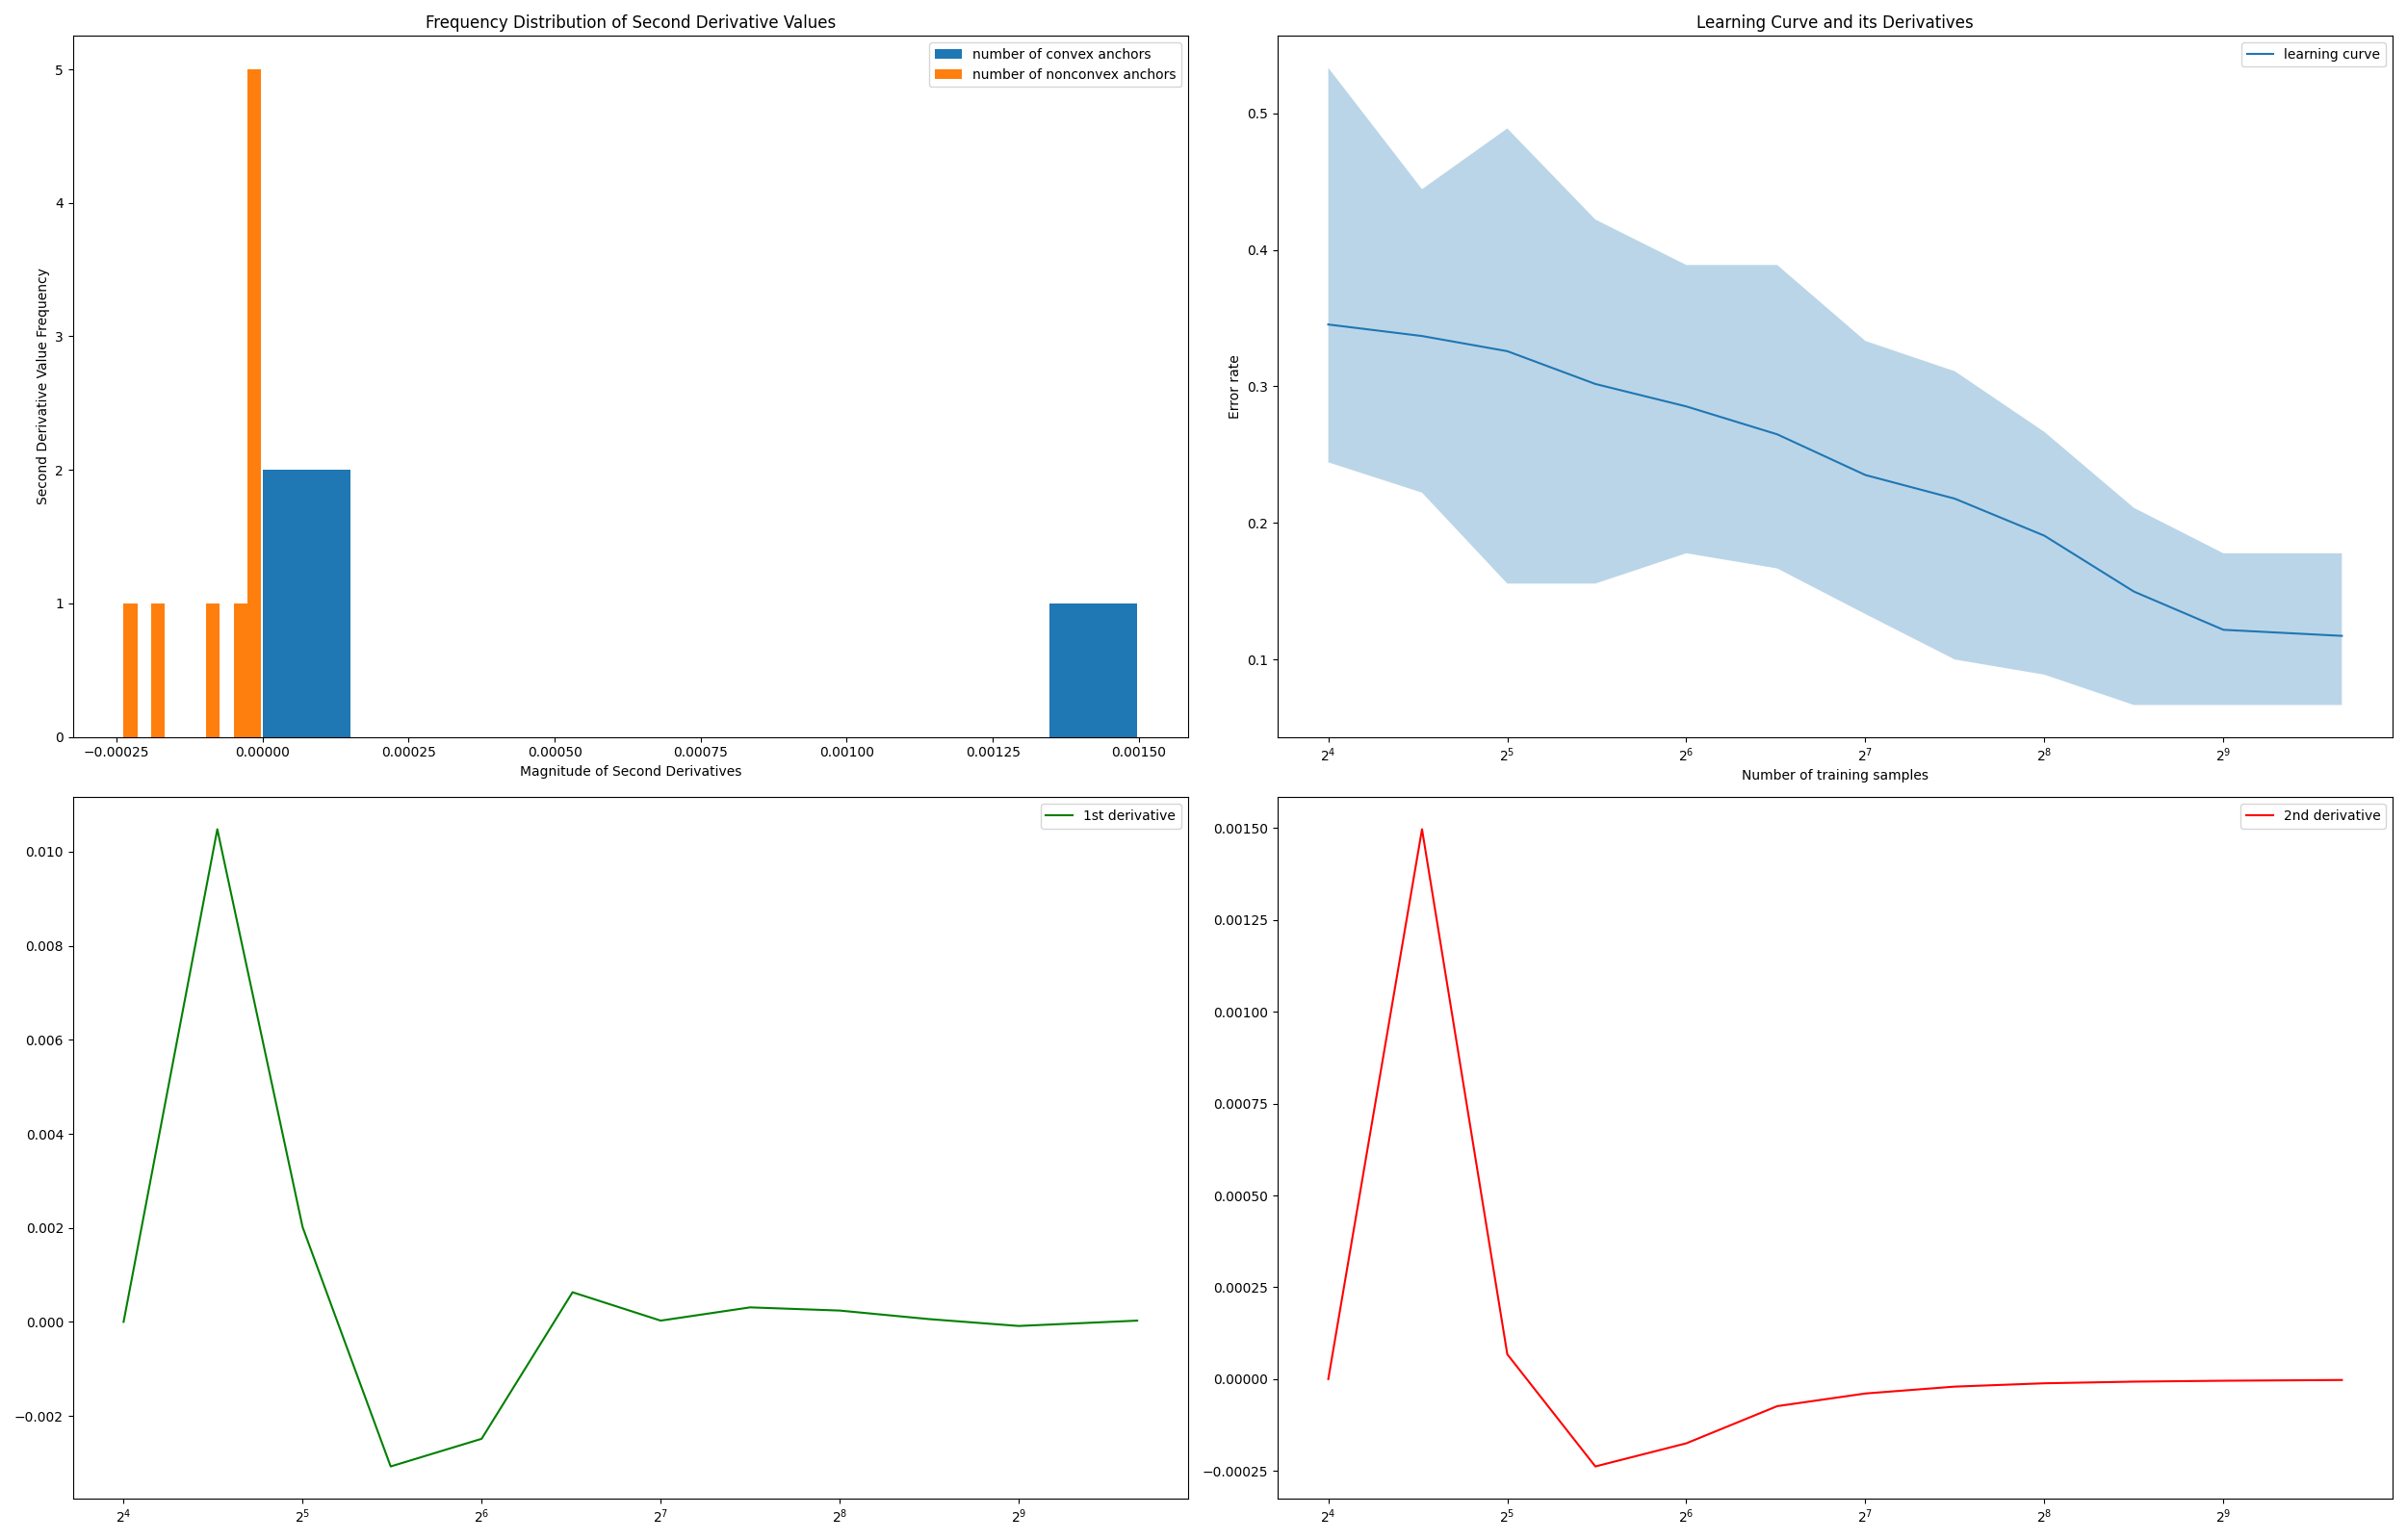 Frequency Distribution of Second Derivative Values
number of convex anchors
number of nonconvex anchors
Second Derivative Value Frequency
5
4
3
2
1
0
−0.00025 0.00000 0.00025 0.00050 0.00075 0.00100 0.00125 0.00150
Magnitude of Second Derivatives
Learning Curve and its Derivatives
learning curve
Error rate
0.5
0.4
0.3
0.2
0.1
2⁴ 2⁵ 2⁶ 2⁷ 2⁸ 2⁹
Number of training samples
1st derivative
0.010
0.008
0.006
0.004
0.002
0.000
−0.002
2⁴ 2⁵ 2⁶ 2⁷ 2⁸ 2⁹
2nd derivative
0.00150
0.00125
0.00100
0.00075
0.00050
0.00025
0.00000
−0.00025
2⁴ 2⁵ 2⁶ 2⁷ 2⁸ 2⁹